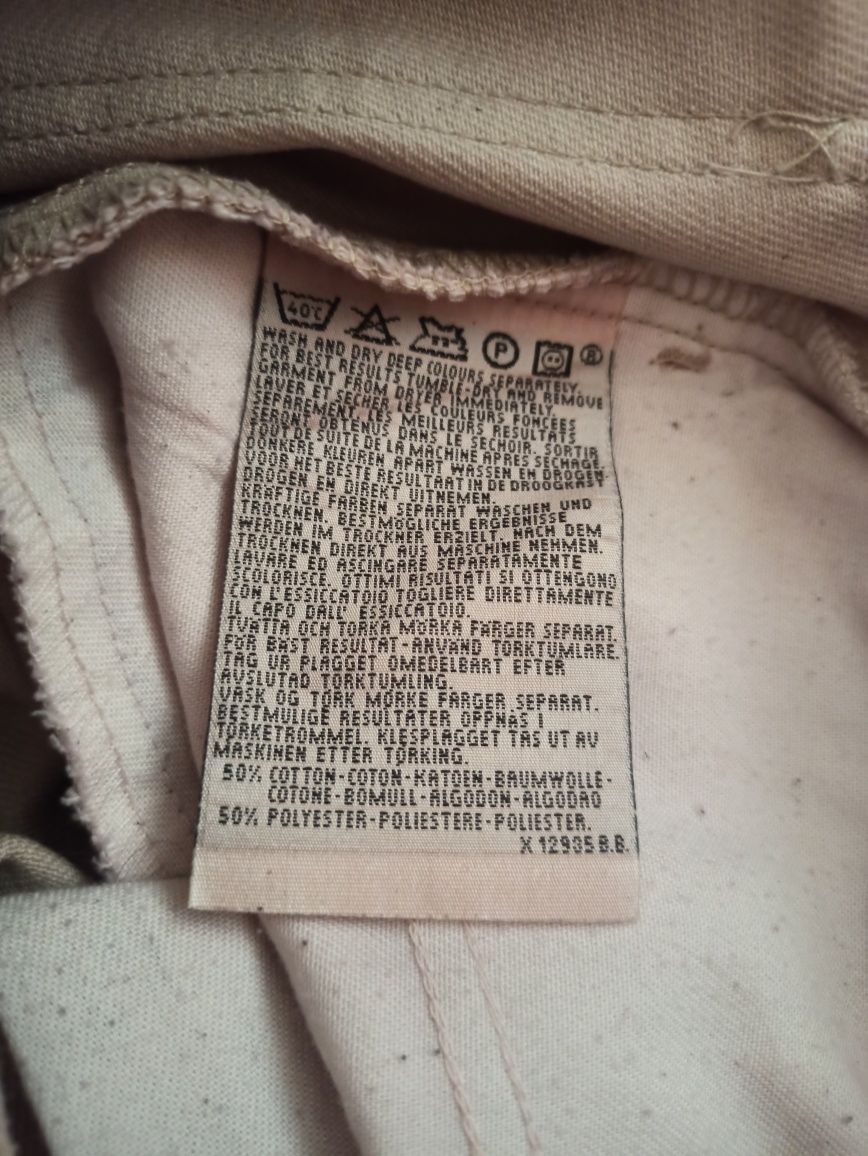 40°C P ®
WASH AND DRY DEEP COLOURS SEPARATELY.
FOR BEST RESULTS TUMBLE-DRY AND REMOVE
GARMENT FROM DRYER IMMEDIATELY.
LAVER ET SECHER LES COULEURS FONCEES
SEPAREMENT. LES MEILLEURS RESULTATS
SERONT OBTENUS DANS LE SECHOIR. SORTIR
TOUT DE SUITE DE LA MACHINE APRES SECHAGE.
DONKERE KLEUREN APART WASSEN EN DROGEN-
VOOR HET BESTE RESULTAAT IN DE DROOGKAST
DROGEN EN DIREKT UITNEMEN.
KRÄFTIGE FARBEN SEPARAT WASCHEN UND
TROCKNEN. BESTMÖGLICHE ERGEBNISSE
WERDEN IM TROCKNER ERZIELT. NACH DEM
TROCKNEN DIREKT AUS MASCHINE NEHMEN.
LAVARE ED ASCINGARE SEPARATAMENTE
SCOLORISCE. OTTIMI RISULTATI SI OTTENGONO
CON L'ESSICCATOIO TOGLIERE DIRETTAMENTE
IL CAPO DALL' ESSICCATOIO.
TVÄTTA OCH TORKA MÖRKA FÄRGER SEPARAT.
FÖR BÄST RESULTAT-ANVÄND TORKTUMLARE.
TAG UR PLAGGET OMEDELBART EFTER
AVSLUTAD TORKTUMLING.
VASK OG TØRK MØRKE FARGER SEPARAT.
BESTMULIGE RESULTATER OPPNAS I
TØRKETROMMEL. KLESPLAGGET TAS UT AV
MASKINEN ETTER TØRKING.
50% COTTON-COTON-KATOEN-BAUMWOLLE-
COTONE-BOMULL-ALGODON-ALGODAO
50% POLYESTER-POLIESTERE-POLIESTER.
X 12935 B.B.